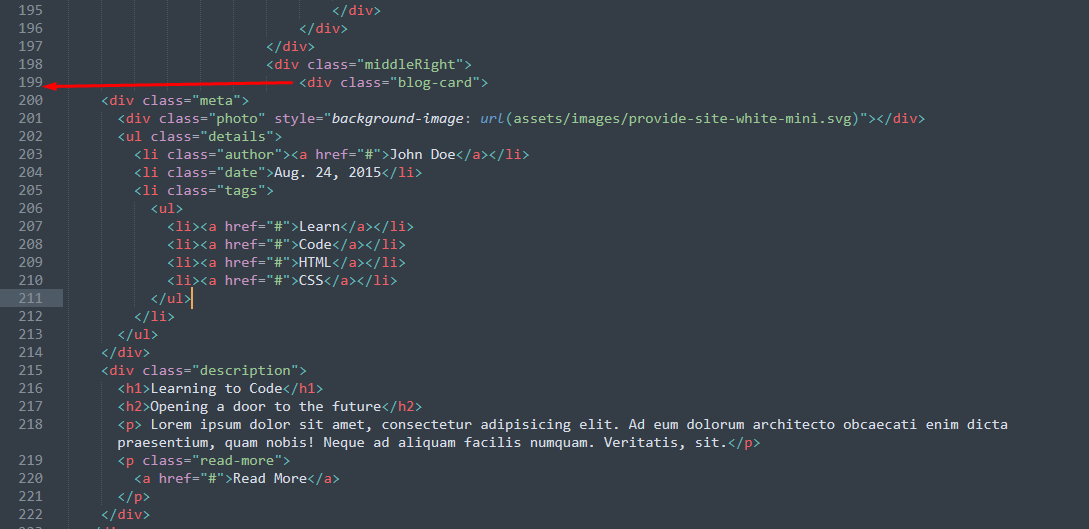 195 </div>
196 </div>
197 </div>
198 <div class="middleRight">
199 <div class="blog-card">
200 <div class="meta">
201 <div class="photo" style="background-image: url(assets/images/provide-site-white-mini.svg)"></div>
202 <ul class="details">
203 <li class="author"><a href="#">John Doe</a></li>
204 <li class="date">Aug. 24, 2015</li>
205 <li class="tags">
206 <ul>
207 <li><a href="#">Learn</a></li>
208 <li><a href="#">Code</a></li>
209 <li><a href="#">HTML</a></li>
210 <li><a href="#">CSS</a></li>
211 </ul>
212 </li>
213 </ul>
214 </div>
215 <div class="description">
216 <h1>Learning to Code</h1>
217 <h2>Opening a door to the future</h2>
218 <p> Lorem ipsum dolor sit amet, consectetur adipisicing elit. Ad eum dolorum architecto obcaecati enim dicta
praesentium, quam nobis! Neque ad aliquam facilis numquam. Veritatis, sit.</p>
219 <p class="read-more">
220 <a href="#">Read More</a>
221 </p>
222 </div>